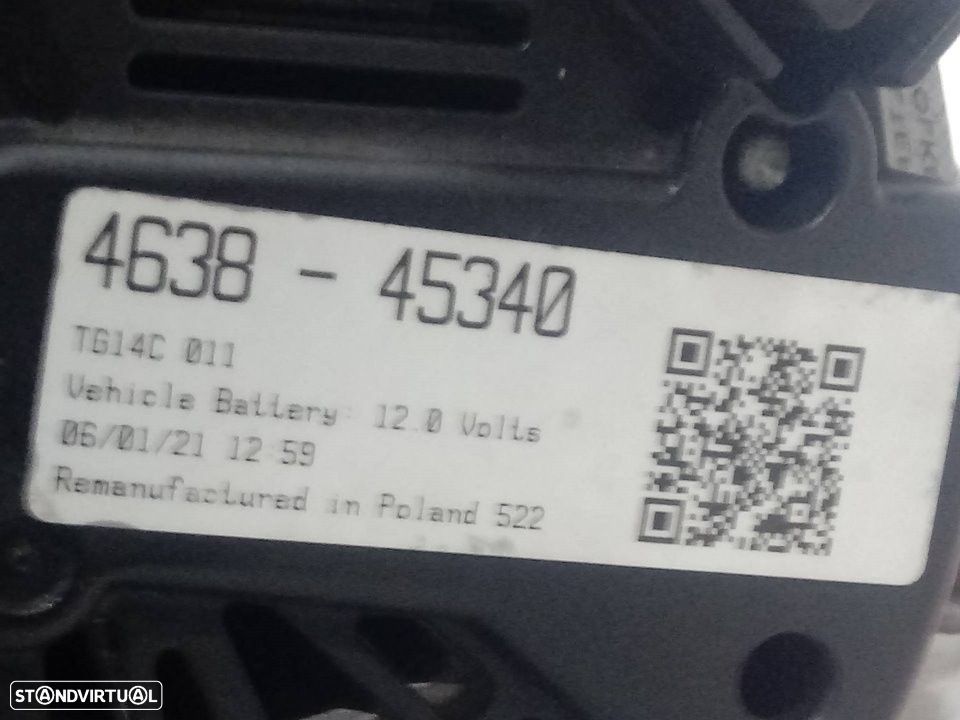 4638 - 45340
TG14C 011
Vehicle Battery: 12.0 Volts
06/01/21 12:59
Remanufactured in Poland 522
STANDVIRTUAL